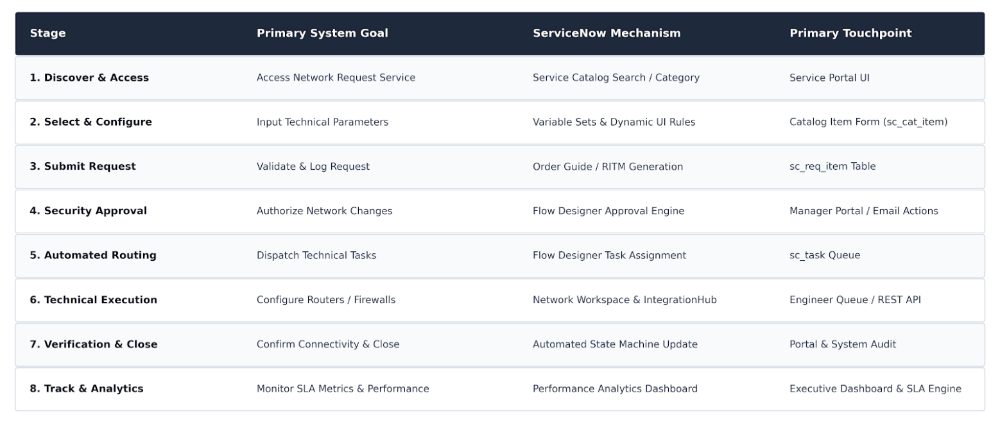 Stage Primary System Goal ServiceNow Mechanism Primary Touchpoint
1. Discover & Access Access Network Request Service Service Catalog Search / Category Service Portal UI
2. Select & Configure Input Technical Parameters Variable Sets & Dynamic UI Rules Catalog Item Form (sc_cat_item)
3. Submit Request Validate & Log Request Order Guide / RITM Generation sc_req_item Table
4. Security Approval Authorize Network Changes Flow Designer Approval Engine Manager Portal / Email Actions
5. Automated Routing Dispatch Technical Tasks Flow Designer Task Assignment sc_task Queue
6. Technical Execution Configure Routers / Firewalls Network Workspace & IntegrationHub Engineer Queue / REST API
7. Verification & Close Confirm Connectivity & Close Automated State Machine Update Portal & System Audit
8. Track & Analytics Monitor SLA Metrics & Performance Performance Analytics Dashboard Executive Dashboard & SLA Engine